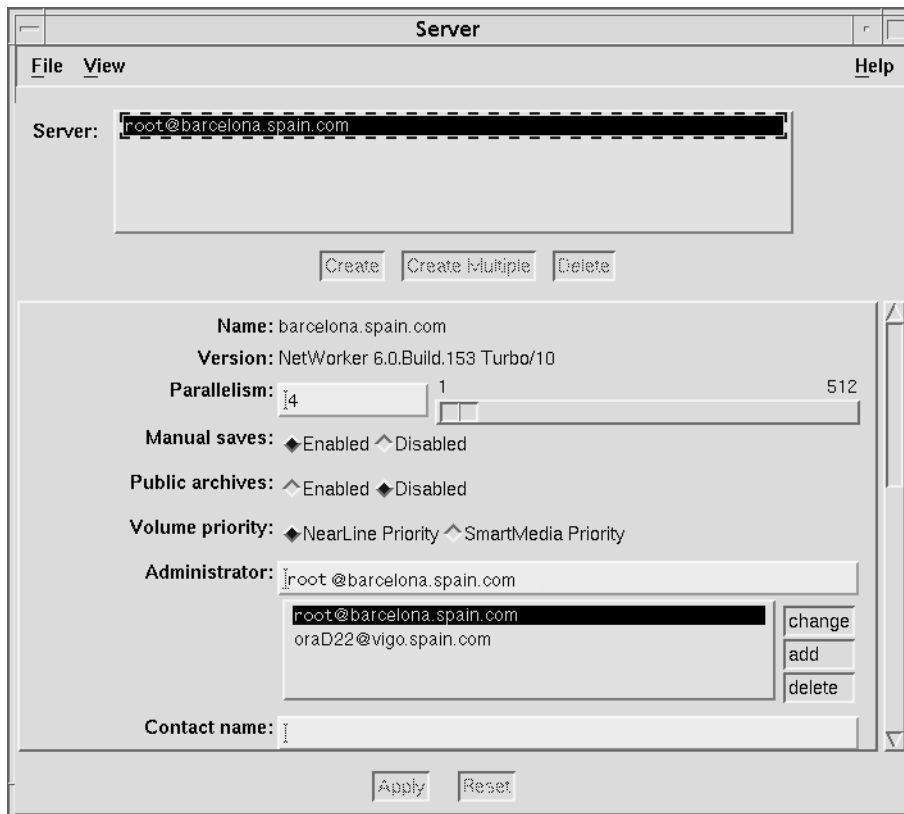 Server
File View Help
Server: root@barcelona.spain.com
Create Create Multiple Delete
Name: barcelona.spain.com
Version: NetWorker 6.0.Build.153 Turbo/10
Parallelism: 4 1 512
Manual saves: Enabled Disabled
Public archives: Enabled Disabled
Volume priority: NearLine Priority SmartMedia Priority
Administrator: root @barcelona.spain.com
root@barcelona.spain.com change
oraD22@vigo.spain.com add
delete
Contact name:
Apply Reset